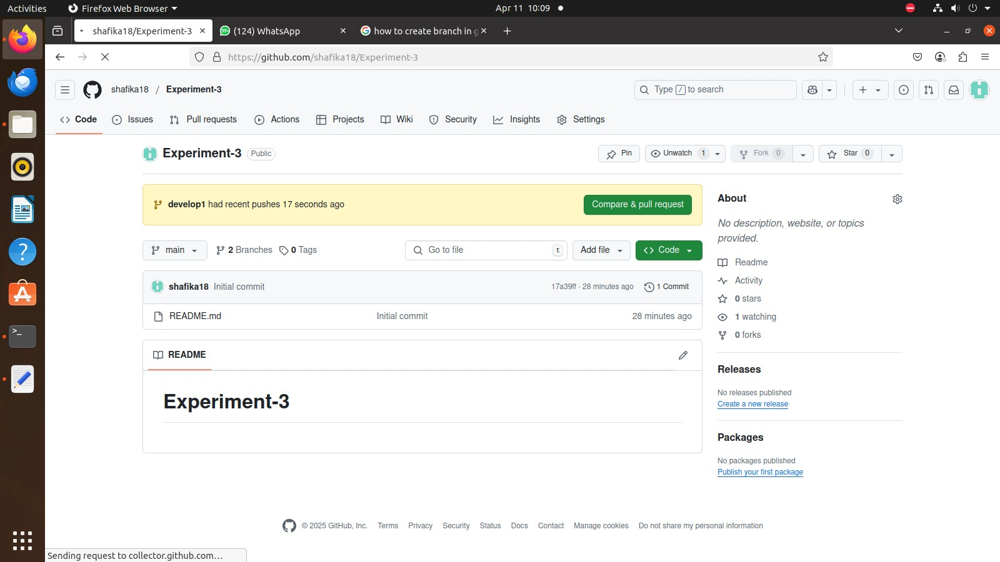 Activities Firefox Web Browser Apr 11 10:09
shafika18/Experiment-3 99+ (124) WhatsApp how to create branch in g
https://github.com/shafika18/Experiment-3
shafika18 / Experiment-3 Type / to search
Code Issues Pull requests Actions Projects Wiki Security Insights Settings
Experiment-3 Public Pin Unwatch 1 Fork 0 Star 0
develop1 had recent pushes 17 seconds ago Compare & pull request
main 2 Branches 0 Tags Go to file t Add file Code
shafika18 Initial commit 17a39ff · 28 minutes ago 1 Commit
README.md Initial commit 28 minutes ago
README
Experiment-3
About
No description, website, or topics
provided.
Readme
Activity
0 stars
1 watching
0 forks
Releases
No releases published
Create a new release
Packages
No packages published
Publish your first package
© 2025 GitHub, Inc. Terms Privacy Security Status Docs Contact Manage cookies Do not share my personal information
Sending request to collector.github.com…